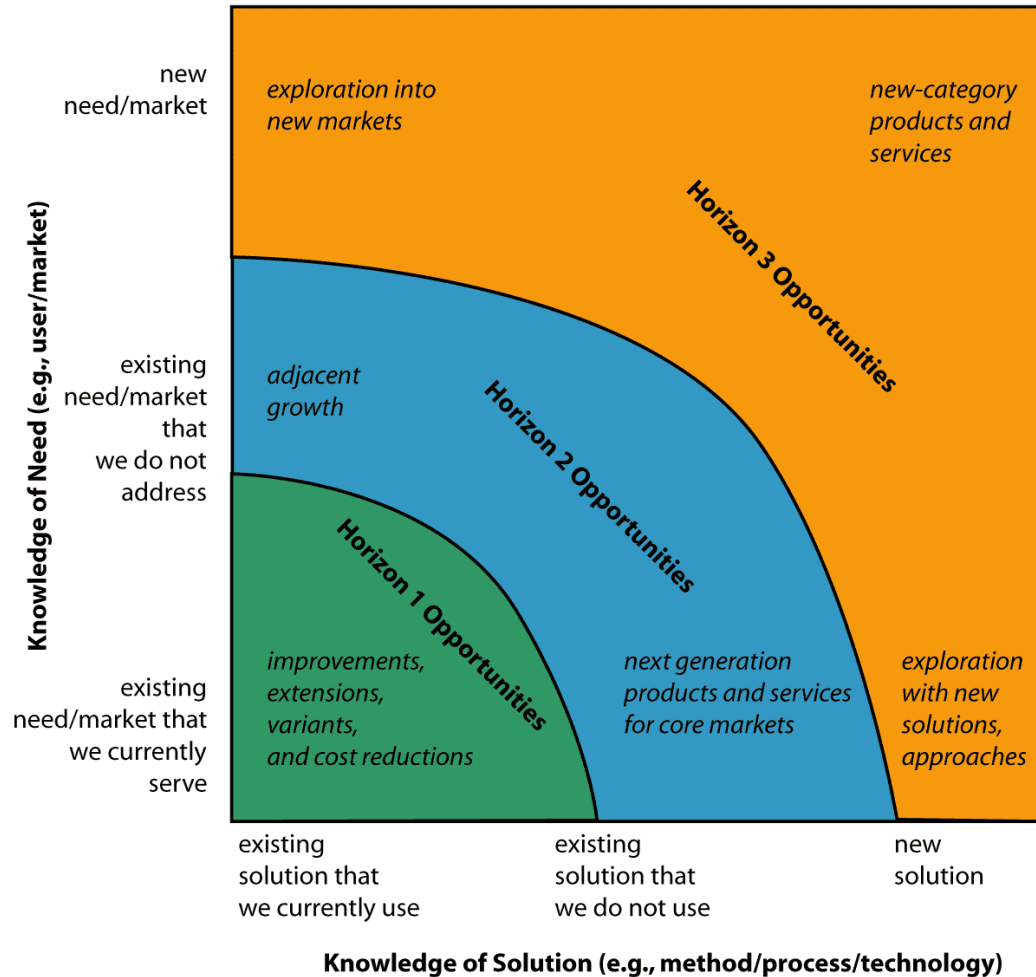 new
need/market
exploration into
new markets
new-category
products and
services
Horizon 3 Opportunities
Knowledge of Need (e.g., user/market)
existing
need/market
that
we do not
address
adjacent
growth
Horizon 2 Opportunities
Horizon 1 Opportunities
existing
need/market that
we currently
serve
improvements,
extensions,
variants,
and cost reductions
next generation
products and services
for core markets
exploration
with new
solutions,
approaches
existing
solution that
we currently use
existing
solution that
we do not use
new
solution
Knowledge of Solution (e.g., method/process/technology)